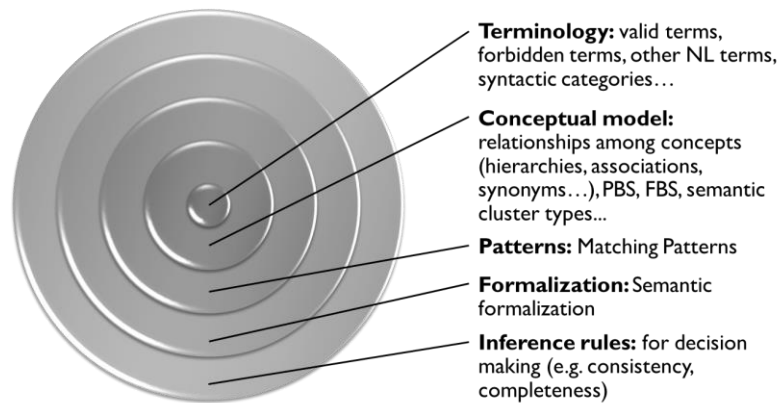 Terminology: valid terms,
forbidden terms, other NL terms,
syntactic categories…
Conceptual model:
relationships among concepts
(hierarchies, associations,
synonyms…), PBS, FBS, semantic
cluster types...
Patterns: Matching Patterns
Formalization: Semantic
formalization
Inference rules: for decision
making (e.g. consistency,
completeness)